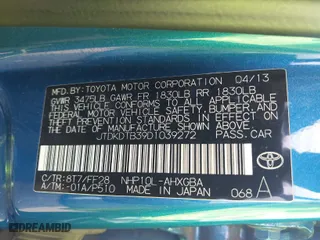 MFD. BY: TOYOTA MOTOR CORPORATION 04/13
GVWR 3475LB GAWR FR 1830LB RR 1830LB
THIS VEHICLE CONFORMS TO ALL APPLICABLE
FEDERAL MOTOR VEHICLE SAFETY, BUMPER, AND
THEFT PREVENTION STANDARDS IN EFFECT ON
THE DATE OF MANUFACTURE SHOWN ABOVE.
JTDKDTB39D1039272 PASS.CAR
C/TR: 8T7/FF28 NHP10L-AHXGBA
A/TM: -01A/P510 MADE IN JAPAN 068 A
TOYOTA